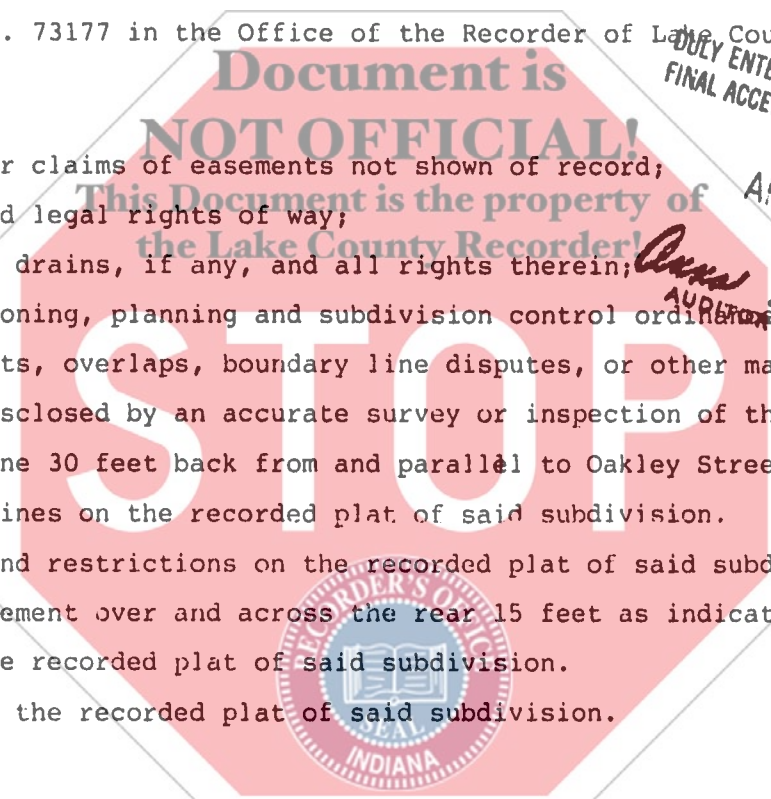 . 73177 in the Office of the Recorder of Lake Cou
DULY ENTE
FINAL ACCE
Document is
NOT OFFICIAL!
r claims of easements not shown of record;
This Document is the property of
d legal rights of way;
the Lake County Recorder!
drains, if any, and all rights therein;
Anna
AUDITOR
oning, planning and subdivision control ordinance
ts, overlaps, boundary line disputes, or other ma
STOP
sclosed by an accurate survey or inspection of th
ne 30 feet back from and parallel to Oakley Stree
ines on the recorded plat of said subdivision.
nd restrictions on the recorded plat of said subd
ement over and across the rear 15 feet as indicat
e recorded plat of said subdivision.
the recorded plat of said subdivision.
RECORDER'S OFFIC
SEAL
INDIANA